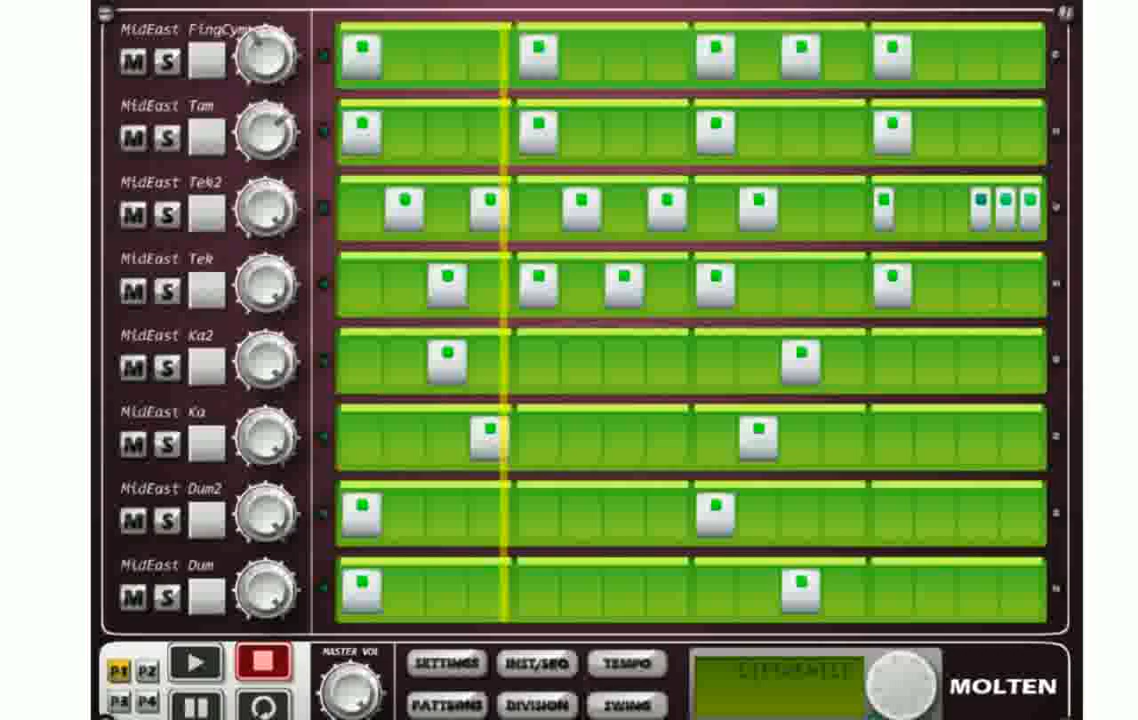 MidEast FingCym
M S
MidEast Tam
M S
MidEast Tek2
M S
MidEast Tek
M S
MidEast Ka2
M S
MidEast Ka
M S
MidEast Dum2
M S
MidEast Dum
M S
P1 P2
P3 P4
MASTER VOL
SETTINGS INST/SEQ TEMPO
PATTERNS DIVISION SWING
MOLTEN